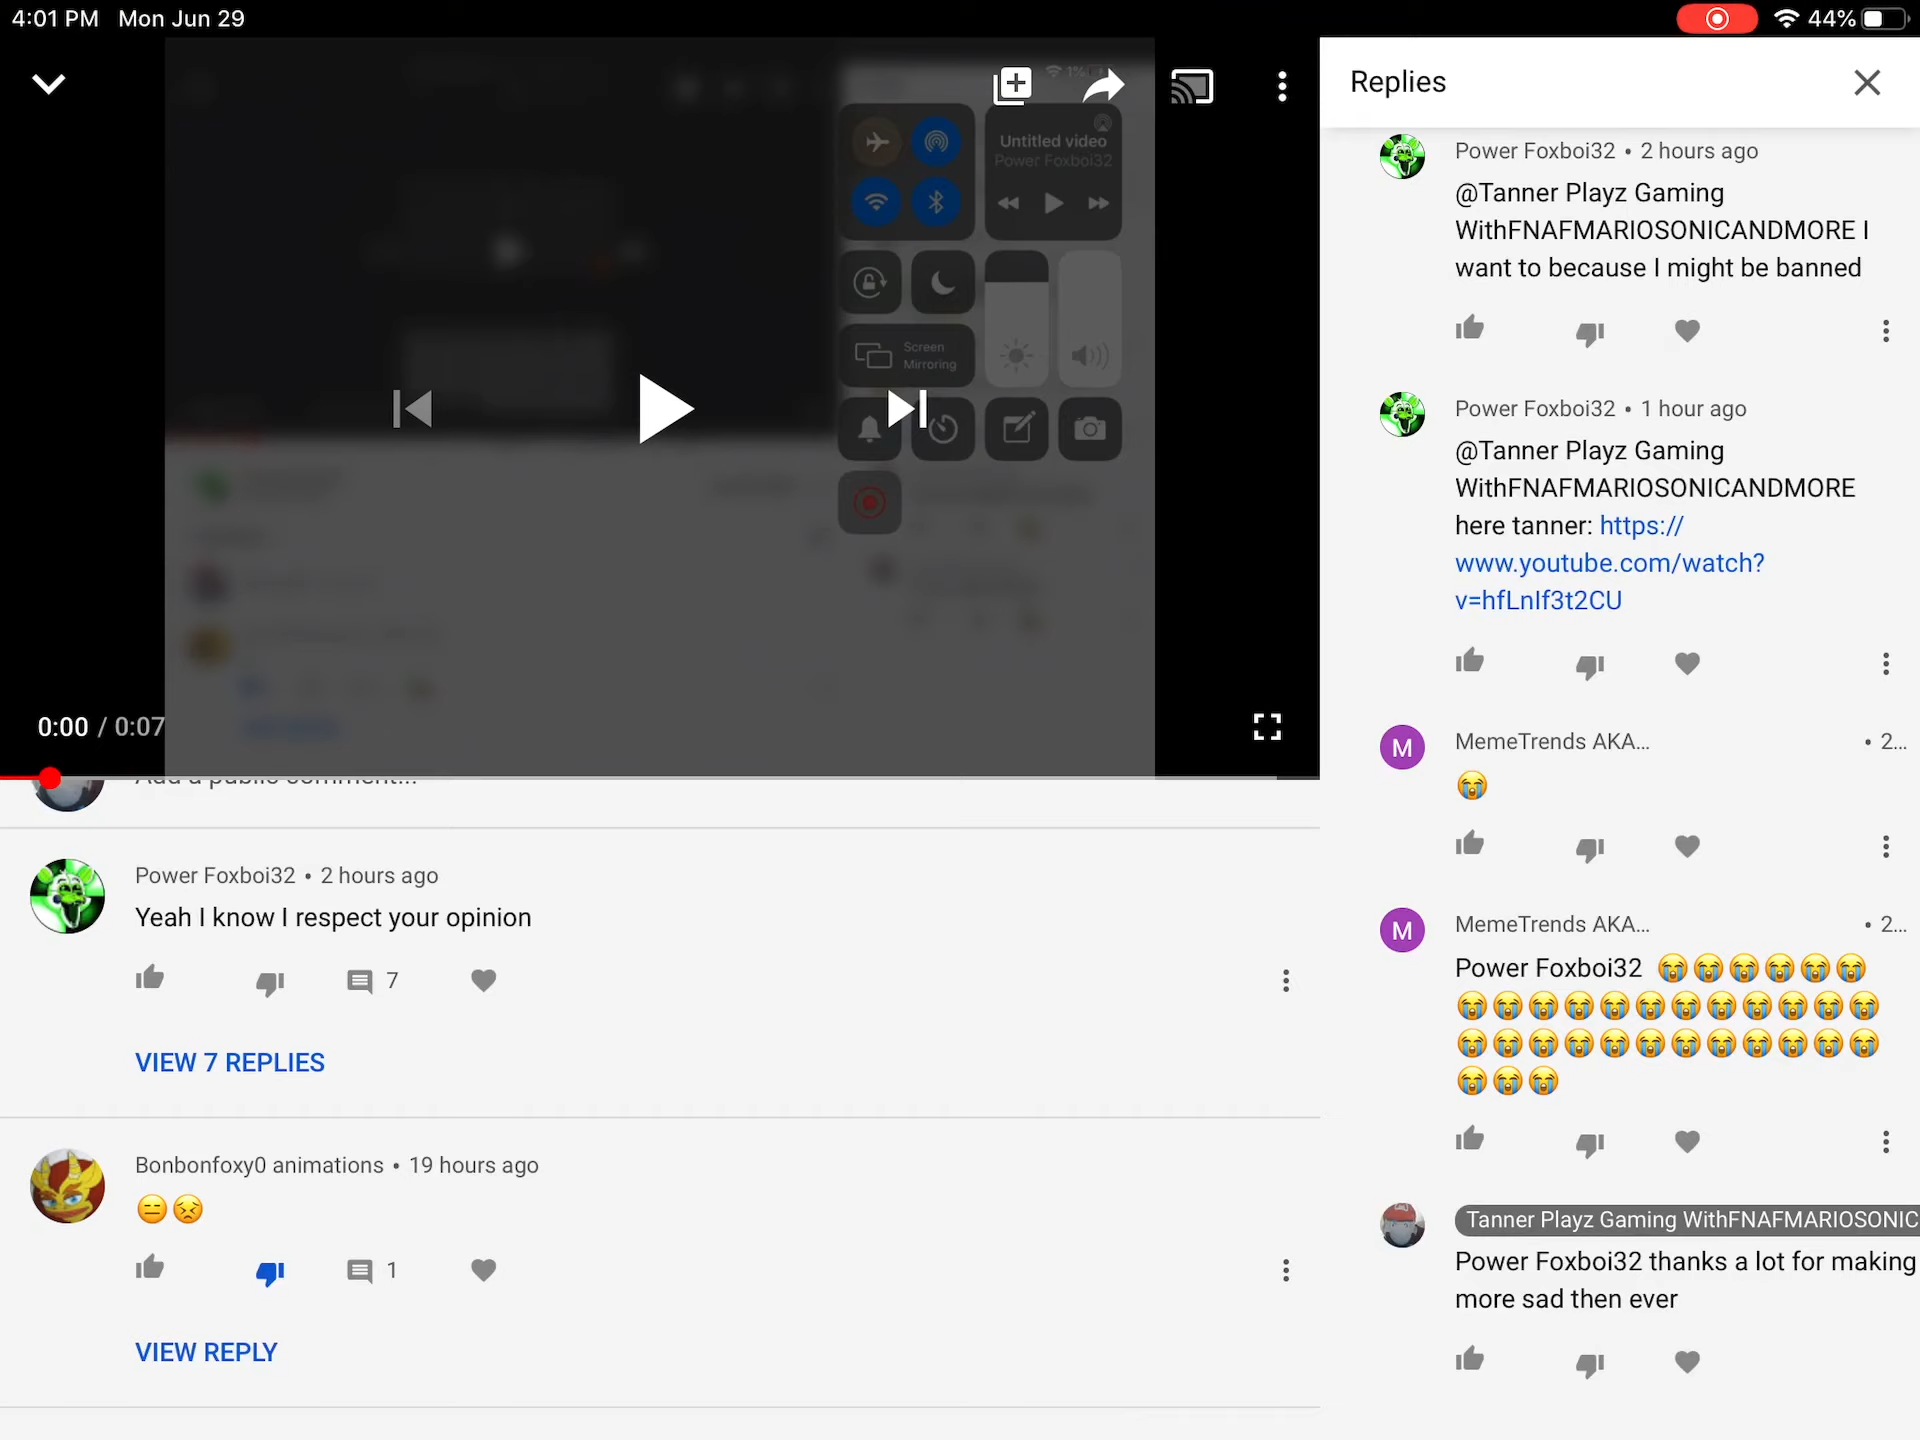 4:01 PM Mon Jun 29
44%
Untitled video
Power Foxboi32
Screen
Mirroring
0:00 / 0:07
Add a public comment...
Power Foxboi32 • 2 hours ago
Yeah I know I respect your opinion
7
VIEW 7 REPLIES
Bonbonfoxy0 animations • 19 hours ago
😑😣
1
VIEW REPLY
Replies
Power Foxboi32 • 2 hours ago
@Tanner Playz Gaming
WithFNAFMARIOSONICANDMORE I
want to because I might be banned
Power Foxboi32 • 1 hour ago
@Tanner Playz Gaming
WithFNAFMARIOSONICANDMORE
here tanner: https://
www.youtube.com/watch?
v=hfLnIf3t2CU
M
MemeTrends AKA... • 2...
😭
M
MemeTrends AKA... • 2...
Power Foxboi32 😭😭😭😭😭😭
😭😭😭😭😭😭😭😭😭😭😭😭
😭😭😭😭😭😭😭😭😭😭😭😭
😭😭😭
Tanner Playz Gaming WithFNAFMARIOSONIC
Power Foxboi32 thanks a lot for making
more sad then ever